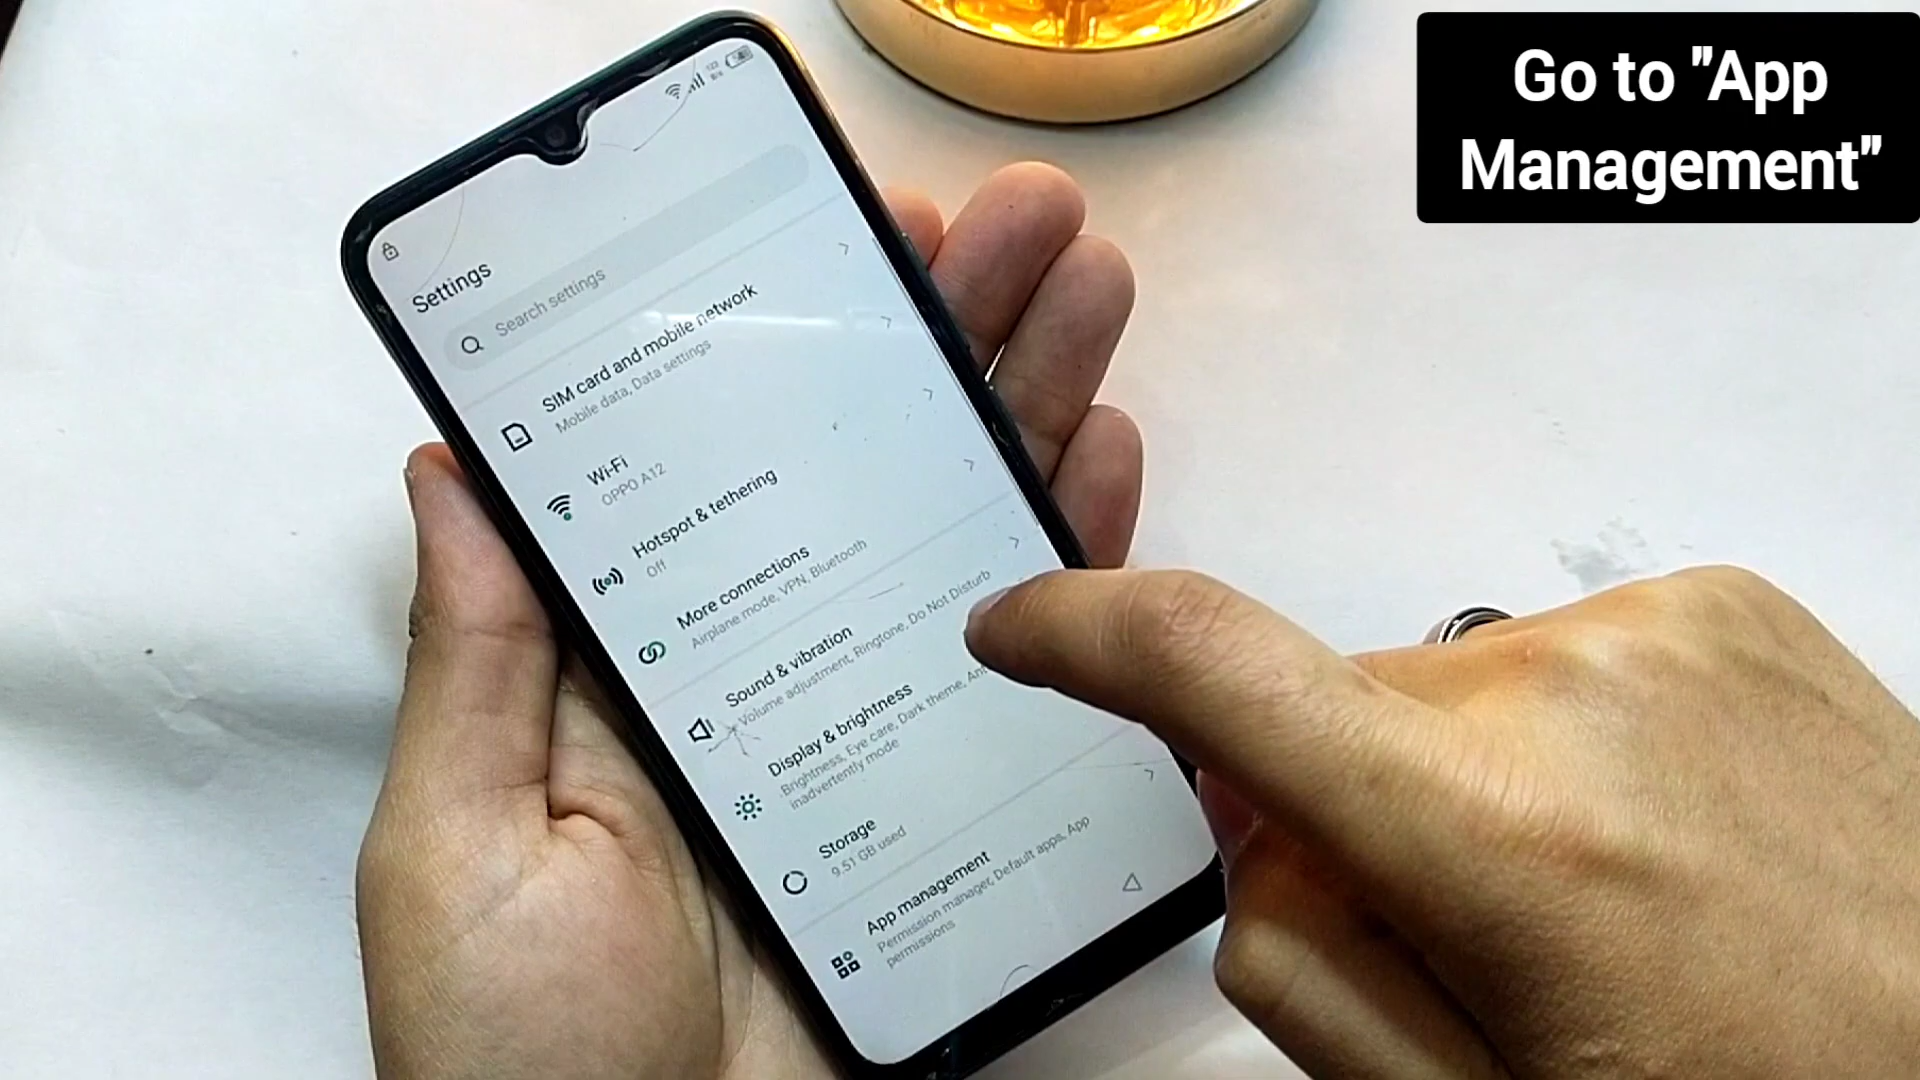 Go to "App
Management"
Settings
Search settings
SIM card and mobile network
Mobile data, Data settings
Wi-Fi
OPPO A12
Hotspot & tethering
Off
More connections
Airplane mode, VPN, Bluetooth
Sound & vibration
Volume adjustment, Ringtone, Do Not Disturb
Display & brightness
Brightness, Eye care, Dark theme,
inadvertently mode
Storage
9.51 GB used
App management
Permission manager, Default apps, App
permissions